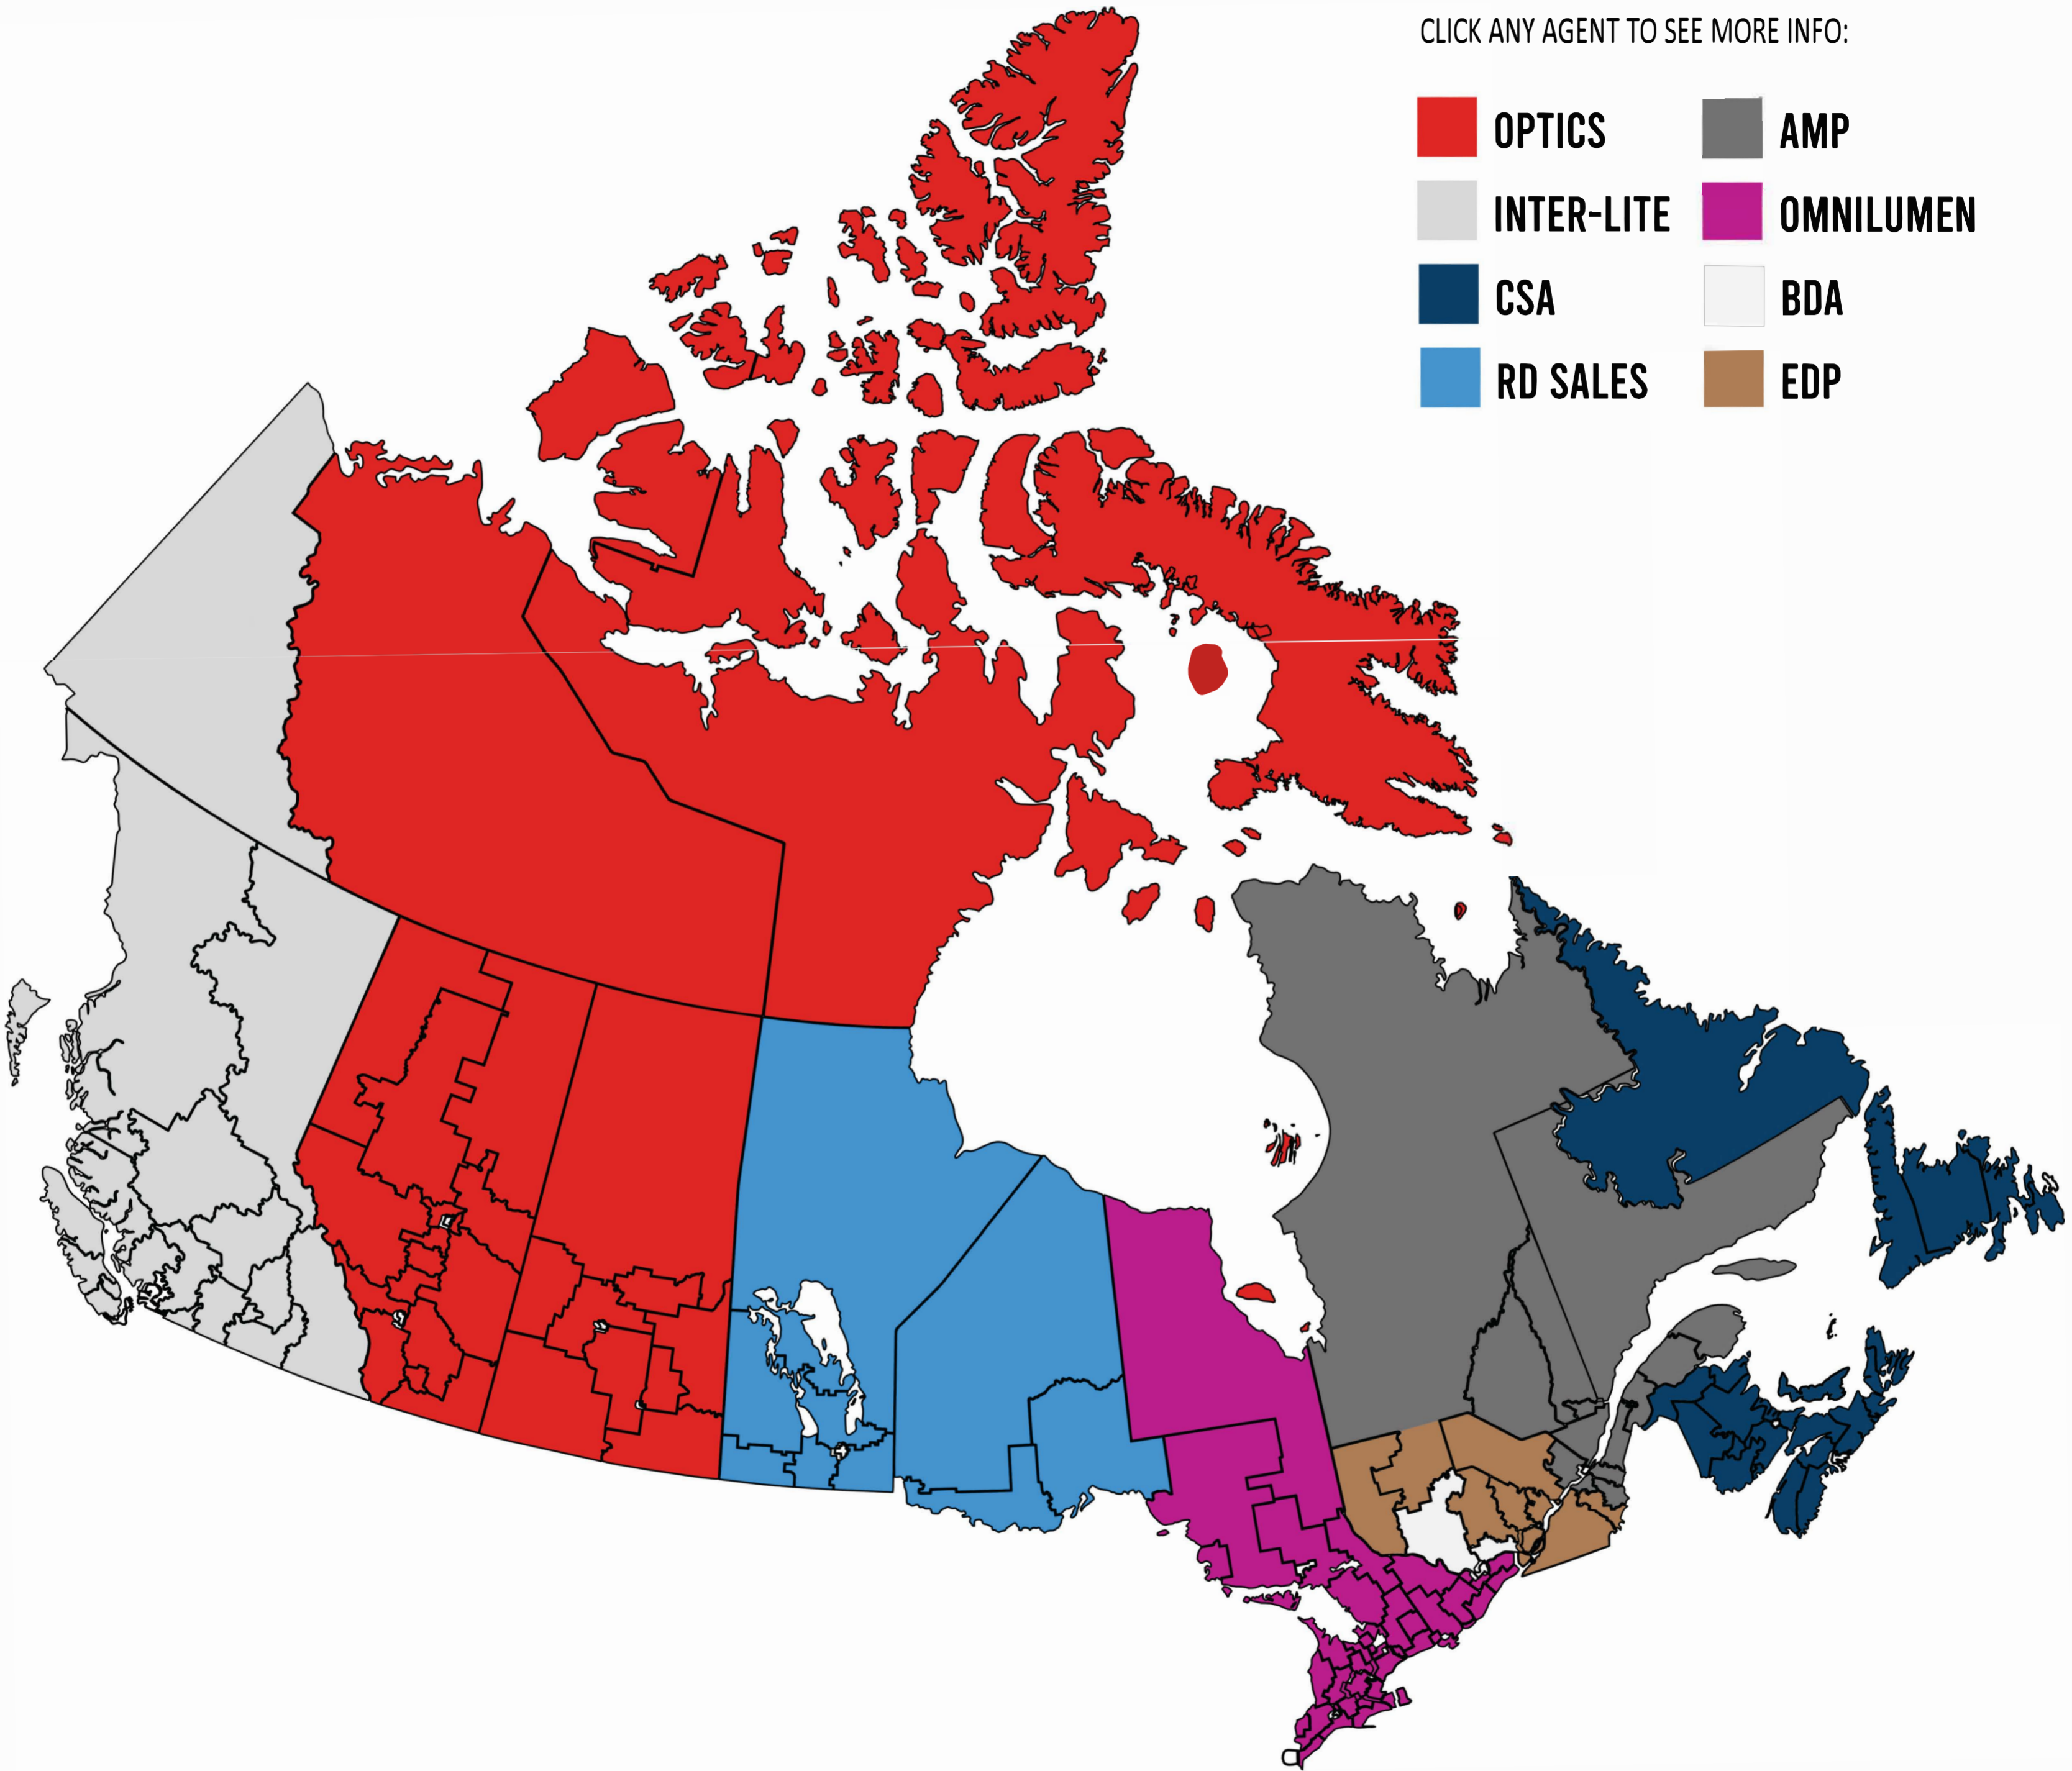 CLICK ANY AGENT TO SEE MORE INFO:
OPTICS
AMP
INTER-LITE
OMNILUMEN
CSA
BDA
RD SALES
EDP